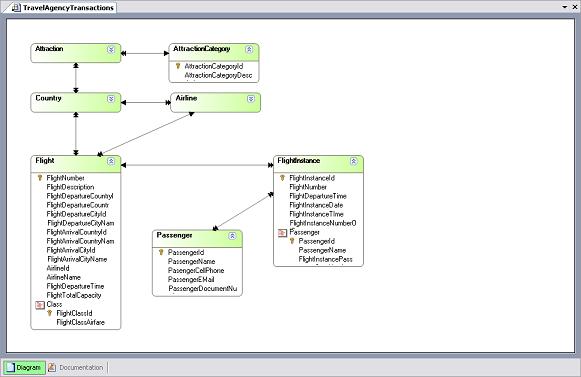 TravelAgencyTransactions
Attraction
AttractionCategory
AttractionCategoryId
AttractionCategoryDesc
Country
Airline
Flight
FlightNumber
FlightDescription
FlightDepartureCountryI
FlightDepartureCountr
FlightDepartureCityId
FlightDepartureCityNam
FlightArrivalCountryId
FlightArrivalCountryNam
FlightArrivalCityId
FlightArrivalCityName
AirlineId
AirlineName
FlightDepartureTime
FlightTotalCapacity
Class
FlightClassId
FlightClassAirfare
Passenger
PassengerId
PassengerName
PasengerCellPhone
PassengerEMail
PassengerDocumentNu
FlightInstance
FlightInstanceId
FlightNumber
FlightDepartureTime
FlightInstanceDate
FlightInstanceTIme
FlightInstanceNumberO
Passenger
PassengerId
PassengerName
FlightInstancePass
Diagram
Documentation